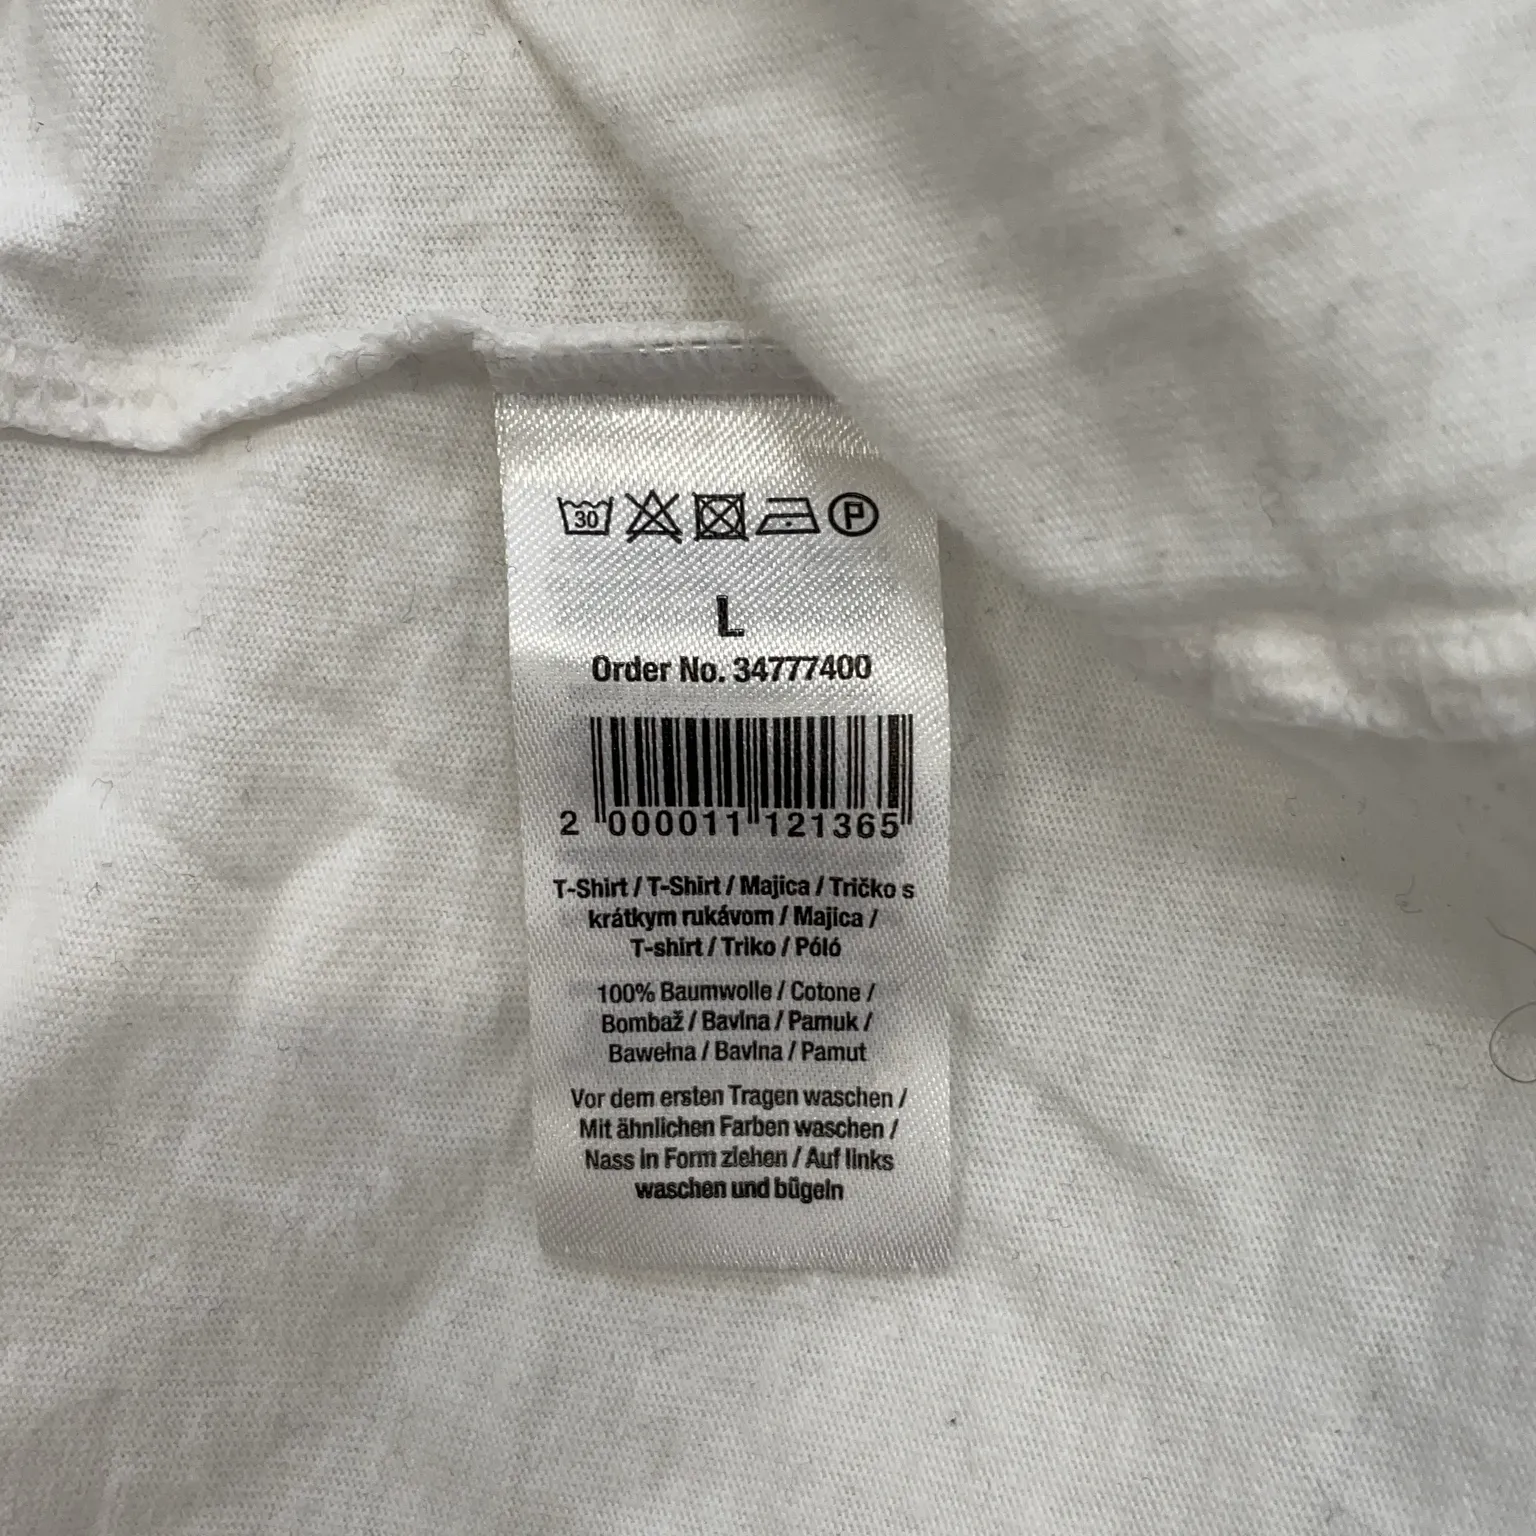 30 P
L
Order No. 34777400
2 000011 121365
T-Shirt / T-Shirt / Majica / Tričko s
krátkym rukávom / Majica /
T-shirt / Triko / Póló
100% Baumwolle / Cotone /
Bombaž / Bavlna / Pamuk /
Bawełna / Bavlna / Pamut
Vor dem ersten Tragen waschen /
Mit ähnlichen Farben waschen /
Nass in Form ziehen / Auf links
waschen und bügeln